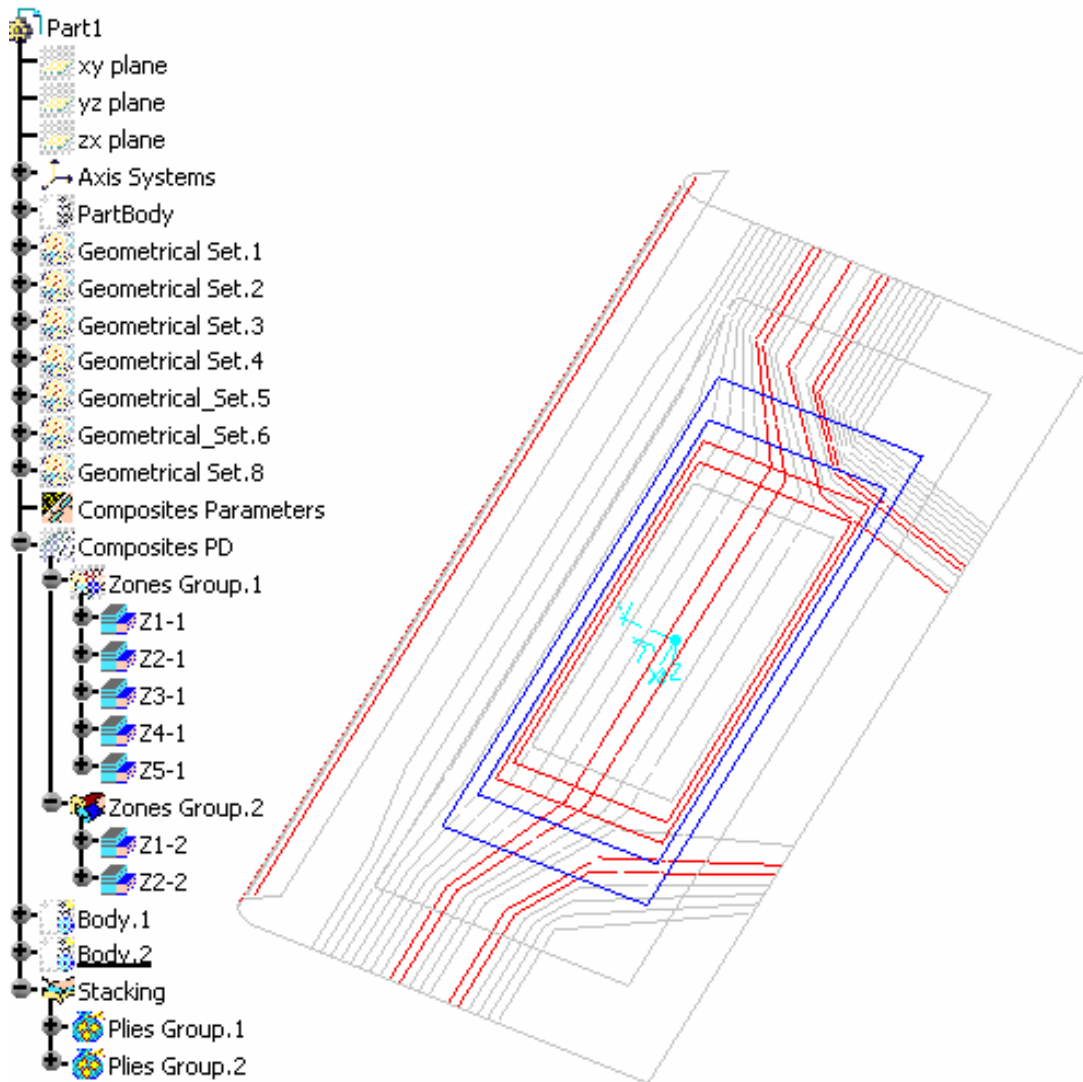 Part1
xy plane
yz plane
zx plane
Axis Systems
PartBody
Geometrical Set.1
Geometrical Set.2
Geometrical Set.3
Geometrical Set.4
Geometrical_Set.5
Geometrical_Set.6
Geometrical Set.8
Composites Parameters
Composites PD
Zones Group.1
Z1-1
Z2-1
Z3-1
Z4-1
Z5-1
Zones Group.2
Z1-2
Z2-2
Body.1
Body.2
Stacking
Plies Group.1
Plies Group.2